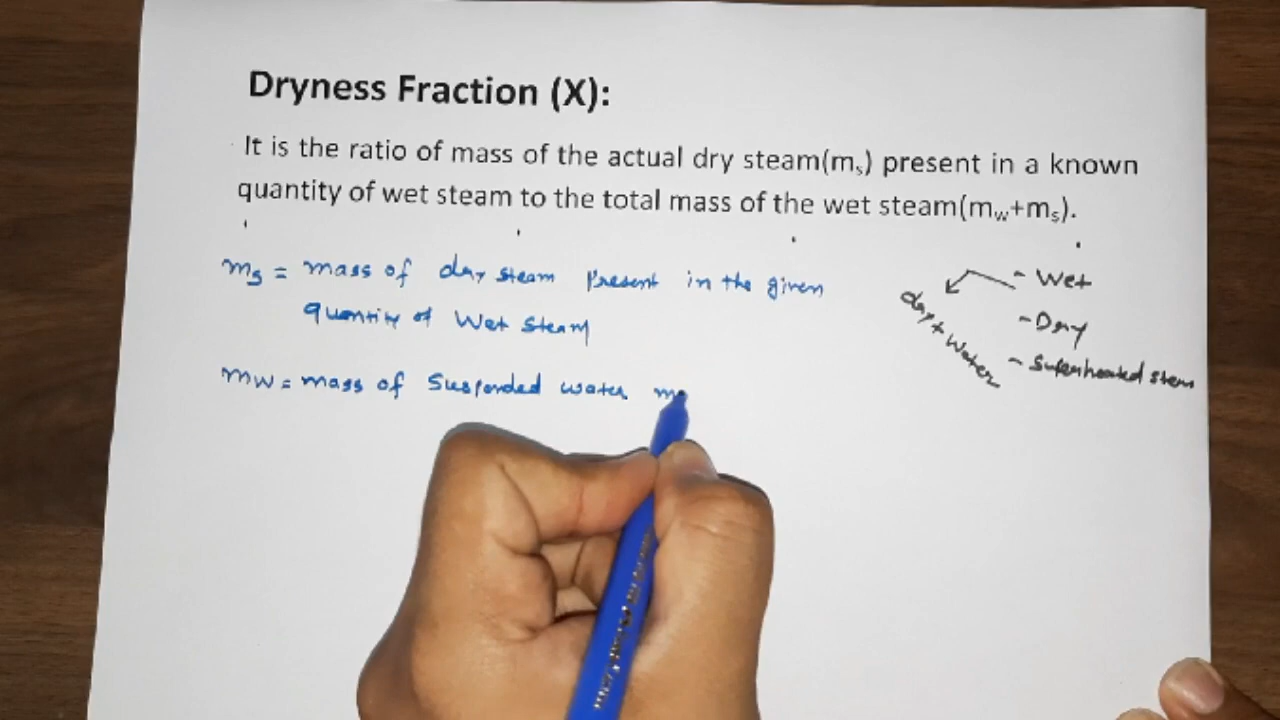 Dryness Fraction (X):
It is the ratio of mass of the actual dry steam(ms) present in a known
quantity of wet steam to the total mass of the wet steam(mw+ms).
ms = mass of dry steam Present in the given
quantity of Wet Steam
mw = mass of Suspended water
- Wet
- Dry
- Superheated stem
dry + Water